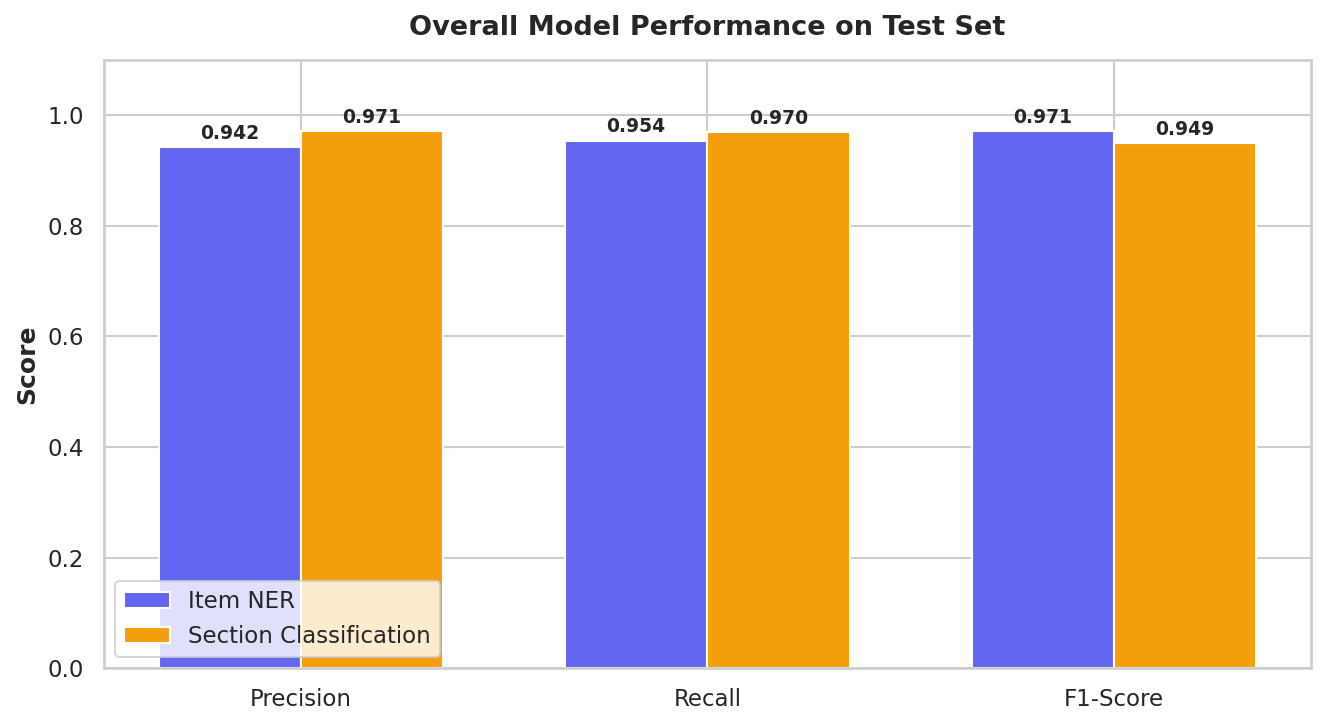 Overall Model Performance on Test Set
1.0
0.8
0.6
0.4
0.2
0.0
Score
0.942
0.971
0.954
0.970
0.971
0.949
Item NER
Section Classification
Precision
Recall
F1-Score